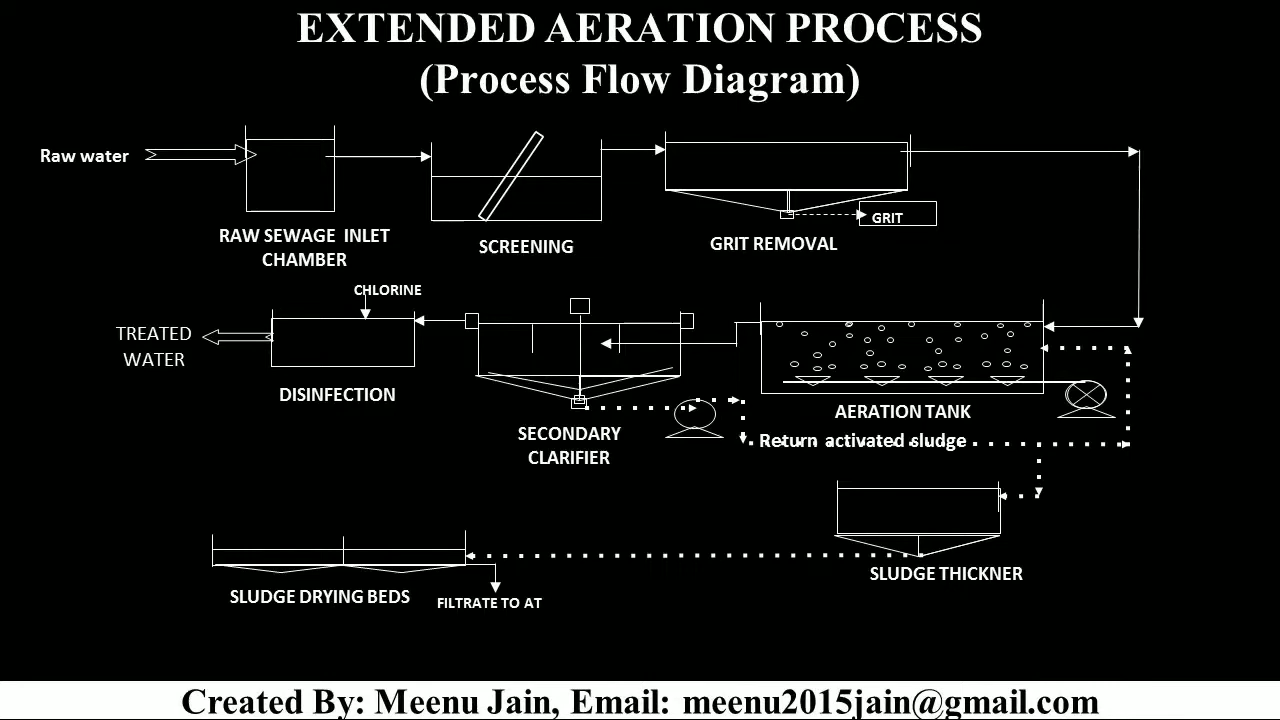 EXTENDED AERATION PROCESS
(Process Flow Diagram)
Raw water
RAW SEWAGE INLET
CHAMBER
SCREENING
GRIT REMOVAL
GRIT
CHLORINE
TREATED
WATER
DISINFECTION
SECONDARY
CLARIFIER
AERATION TANK
Return activated sludge
SLUDGE THICKNER
SLUDGE DRYING BEDS
FILTRATE TO AT
Created By: Meenu Jain, Email: meenu2015jain@gmail.com